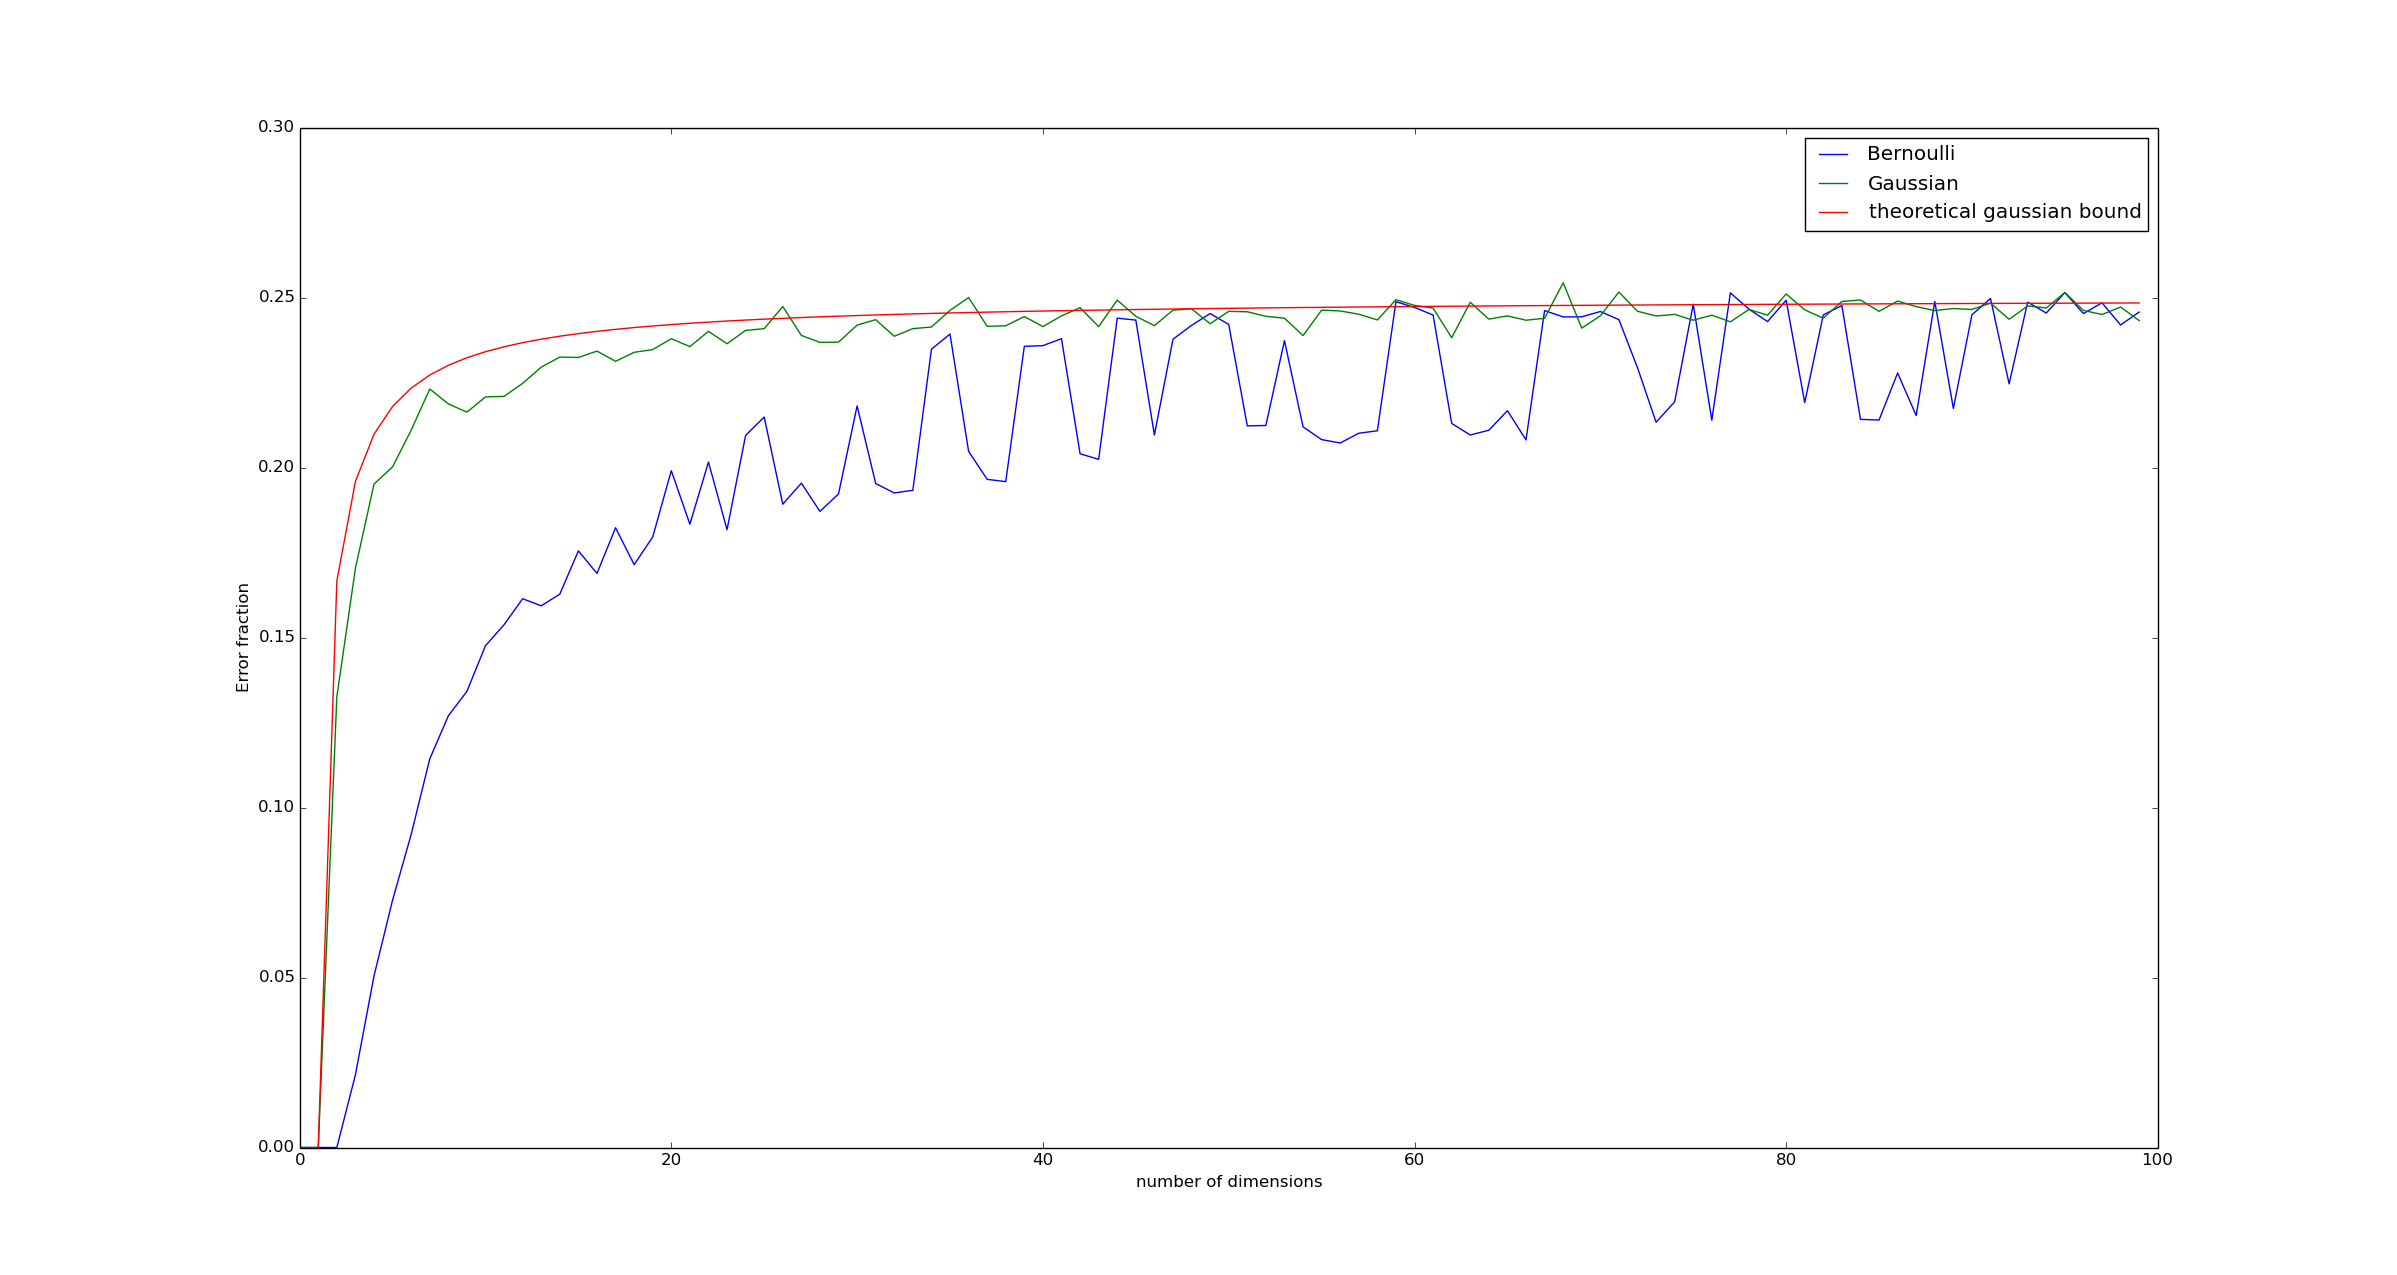 0.30
0.25
0.20
0.15
0.10
0.05
0.00
Error fraction
0
20
40
60
80
100
number of dimensions
Bernoulli
Gaussian
theoretical gaussian bound